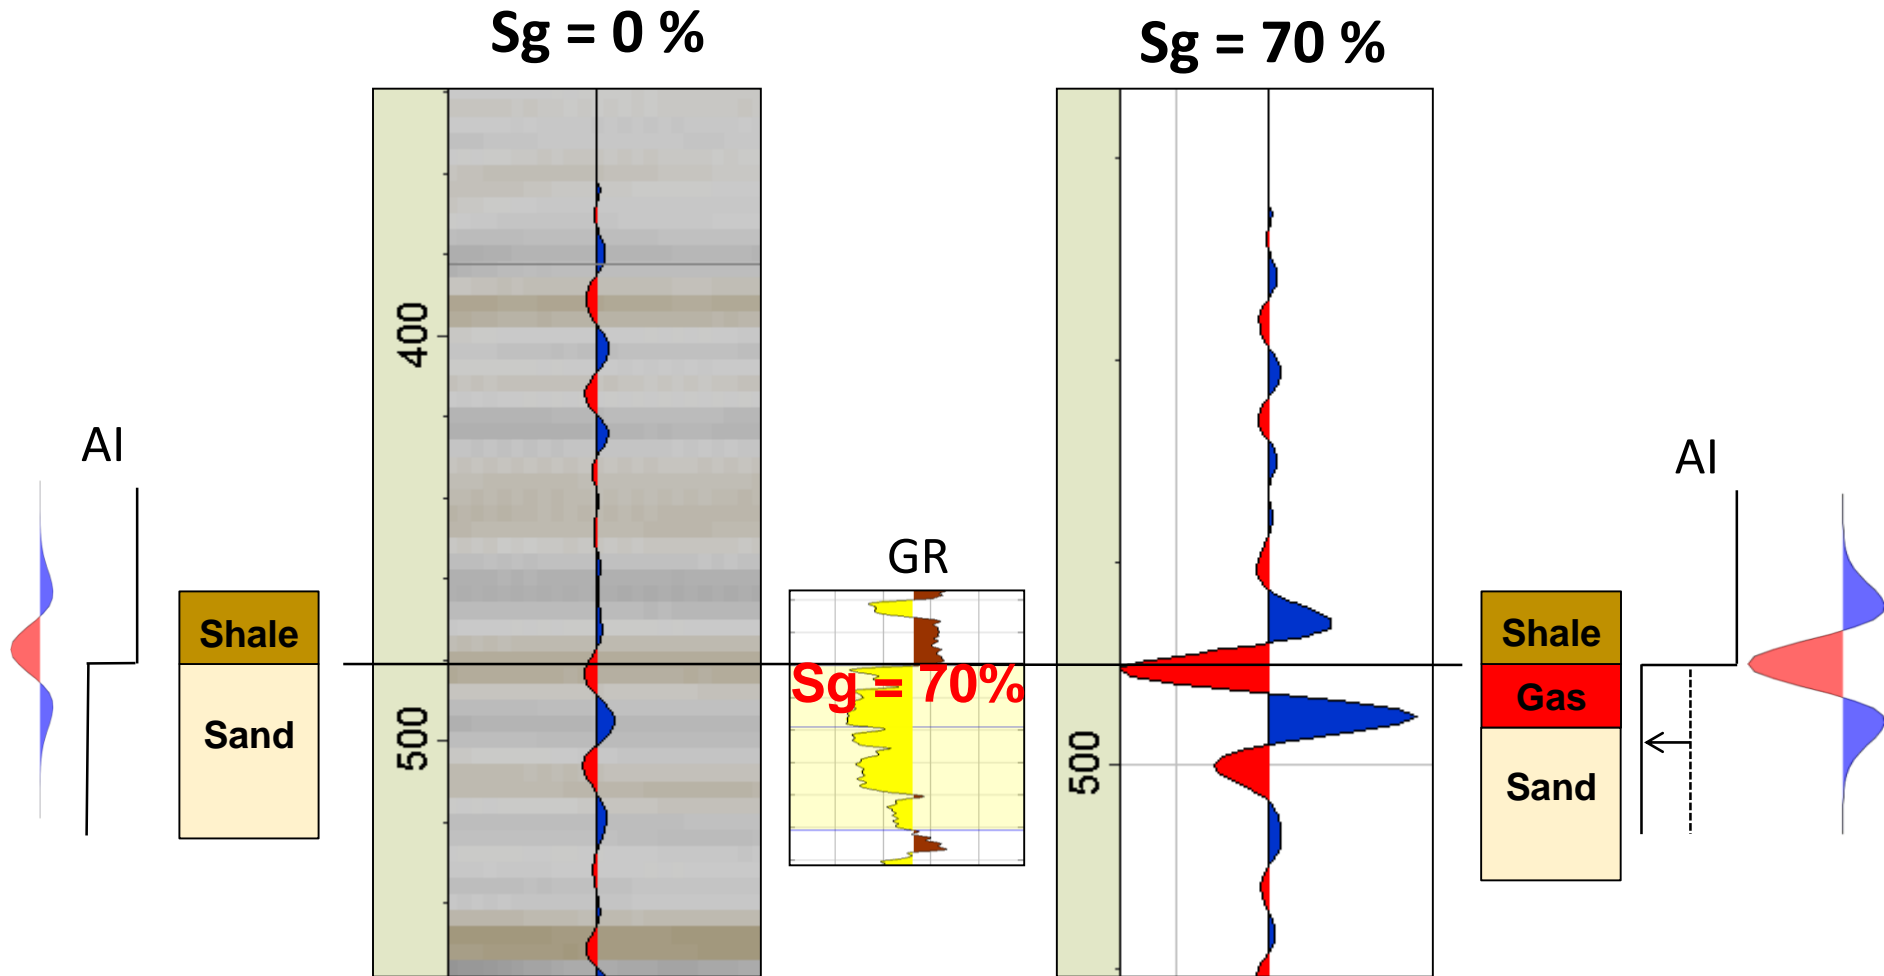 Sg = 0 %
Sg = 70 %
400
AI
AI
GR
Shale
Shale
Sg = 70%
Gas
Sand
500
500
Sand